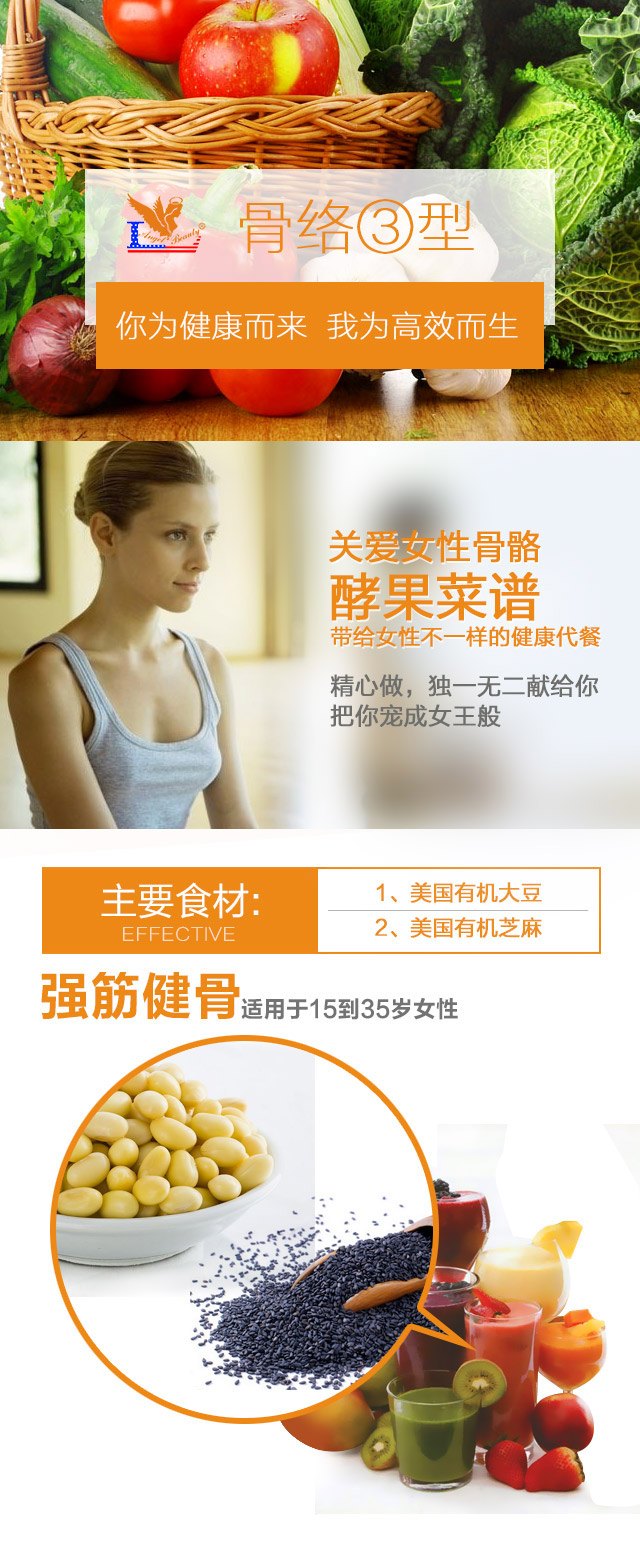 Angel's Beauty®
骨络③型
你为健康而来 我为高效而生
关爱女性骨骼
酵果菜谱
带给女性不一样的健康代餐
精心做，独一无二献给你
把你宠成女王般
主要食材:
EFFECTIVE
1、美国有机大豆
2、美国有机芝麻
强筋健骨适用于15到35岁女性